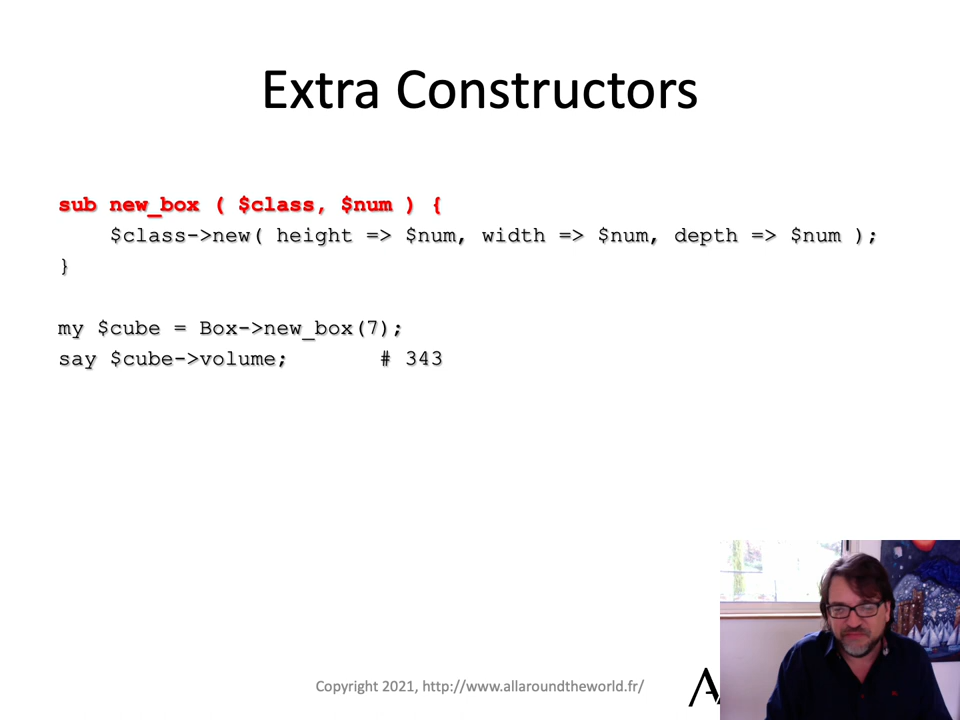 Extra Constructors
sub new_box ( $class, $num ) {
    $class->new( height => $num, width => $num, depth => $num );
}
my $cube = Box->new_box(7);
say $cube->volume;       # 343
Copyright 2021, http://www.allaroundtheworld.fr/